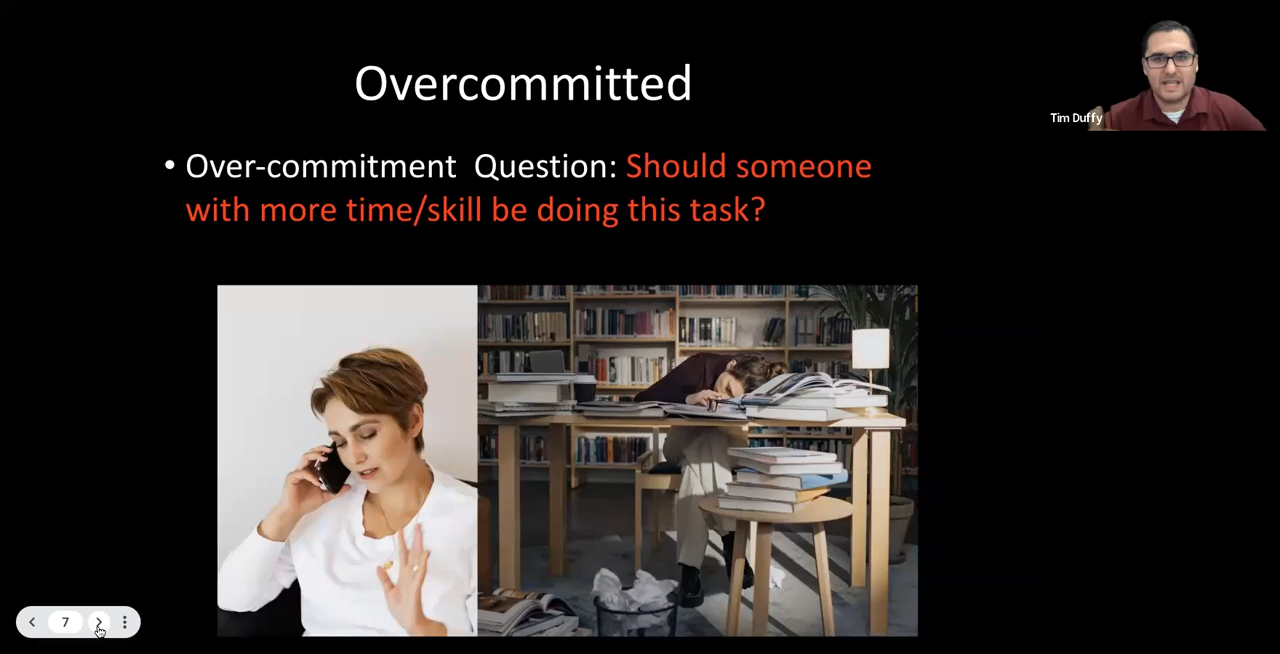 Overcommitted
Tim Duffy
• Over-commitment  Question: Should someone
with more time/skill be doing this task?
7